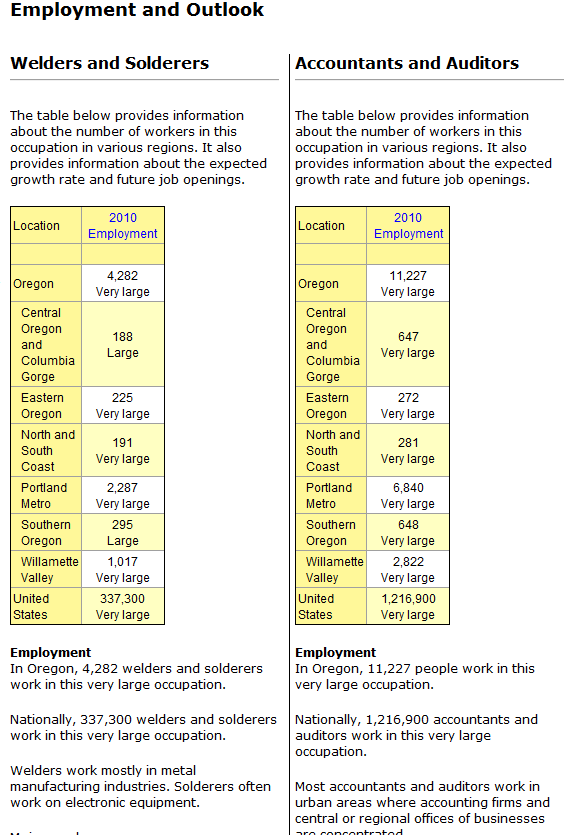 Employment and Outlook
Welders and Solderers
The table below provides information
about the number of workers in this
occupation in various regions. It also
provides information about the expected
growth rate and future job openings.
Location
2010
Employment
Oregon
4,282
Very large
Central
Oregon
and
Columbia
Gorge
188
Large
Eastern
Oregon
225
Very large
North and
South
Coast
191
Very large
Portland
Metro
2,287
Very large
Southern
Oregon
295
Large
Willamette
Valley
1,017
Very large
United
States
337,300
Very large
Employment
In Oregon, 4,282 welders and solderers
work in this very large occupation.
Nationally, 337,300 welders and solderers
work in this very large occupation.
Welders work mostly in metal
manufacturing industries. Solderers often
work on electronic equipment.
Accountants and Auditors
The table below provides information
about the number of workers in this
occupation in various regions. It also
provides information about the expected
growth rate and future job openings.
Location
2010
Employment
Oregon
11,227
Very large
Central
Oregon
and
Columbia
Gorge
647
Very large
Eastern
Oregon
272
Very large
North and
South
Coast
281
Very large
Portland
Metro
6,840
Very large
Southern
Oregon
648
Very large
Willamette
Valley
2,822
Very large
United
States
1,216,900
Very large
Employment
In Oregon, 11,227 people work in this
very large occupation.
Nationally, 1,216,900 accountants and
auditors work in this very large
occupation.
Most accountants and auditors work in
urban areas where accounting firms and
central or regional offices of businesses
are concentrated